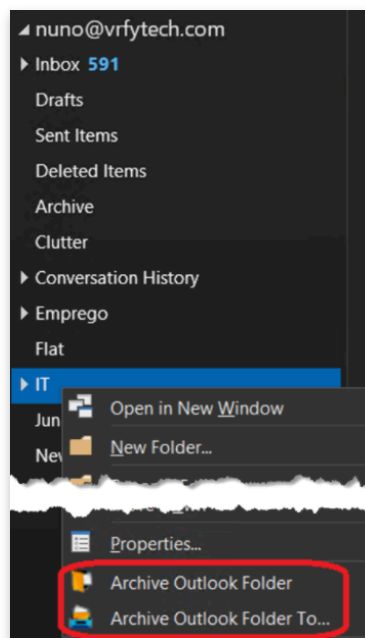 nuno@vrfytech.com
Inbox 591
Drafts
Sent Items
Deleted Items
Archive
Clutter
Conversation History
Emprego
Flat
IT
Open in New Window
Jun
New Folder...
Properties...
Archive Outlook Folder
Archive Outlook Folder To...